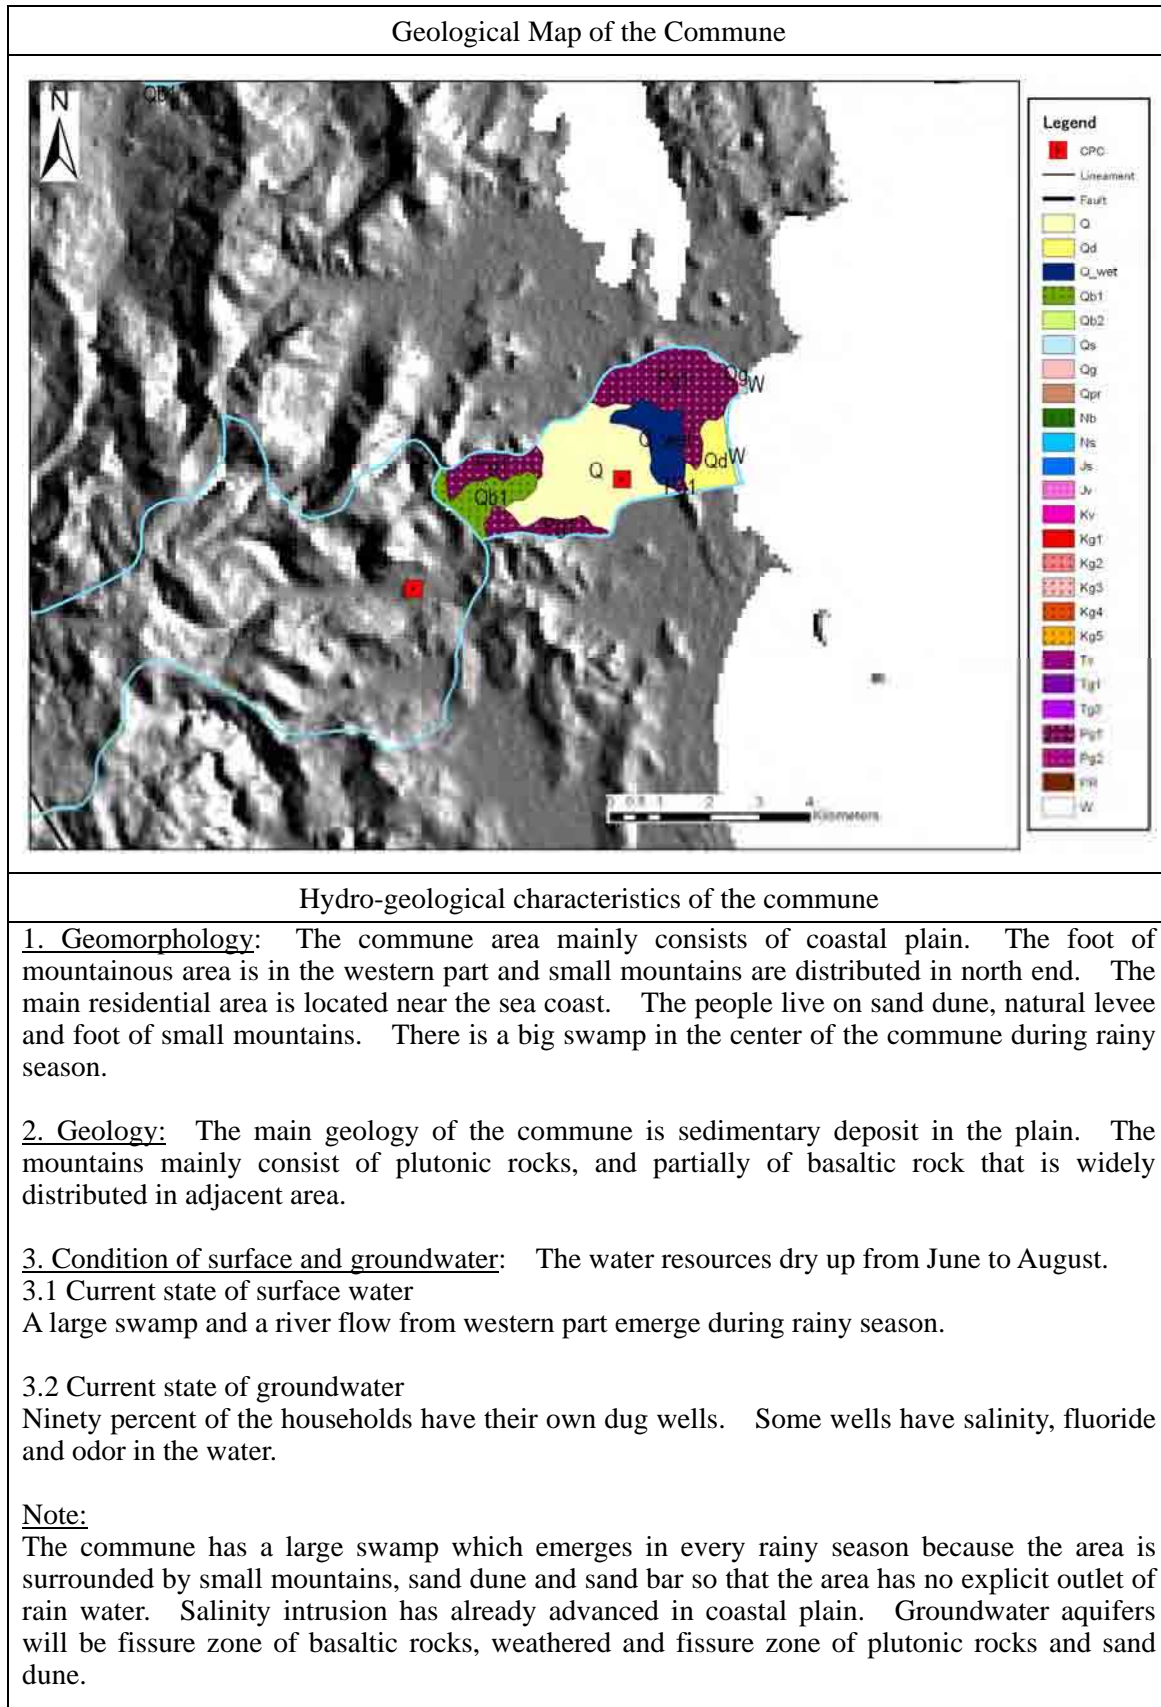 Geological Map of the Commune
N
Qb1
Qg
W
W
Qd
Q
Qb1
Legend
CPC
Lineament
Fault
Q
Qd
Q_wet
Qb1
Qb2
Qs
Qg
Qpr
Nb
Ns
Js
Jv
Kv
Kg1
Kg2
Kg3
Kg4
Kg5
Tg1
Tg3
Pg1
Pg2
PR
W
1 2 3 4
Kilometers
Hydro-geological characteristics of the commune
1. Geomorphology: The commune area mainly consists of coastal plain. The foot of
mountainous area is in the western part and small mountains are distributed in north end. The
main residential area is located near the sea coast. The people live on sand dune, natural levee
and foot of small mountains. There is a big swamp in the center of the commune during rainy
season.
2. Geology: The main geology of the commune is sedimentary deposit in the plain. The
mountains mainly consist of plutonic rocks, and partially of basaltic rock that is widely
distributed in adjacent area.
3. Condition of surface and groundwater: The water resources dry up from June to August.
3.1 Current state of surface water
A large swamp and a river flow from western part emerge during rainy season.
3.2 Current state of groundwater
Ninety percent of the households have their own dug wells. Some wells have salinity, fluoride
and odor in the water.
Note:
The commune has a large swamp which emerges in every rainy season because the area is
surrounded by small mountains, sand dune and sand bar so that the area has no explicit outlet of
rain water. Salinity intrusion has already advanced in coastal plain. Groundwater aquifers
will be fissure zone of basaltic rocks, weathered and fissure zone of plutonic rocks and sand
dune.